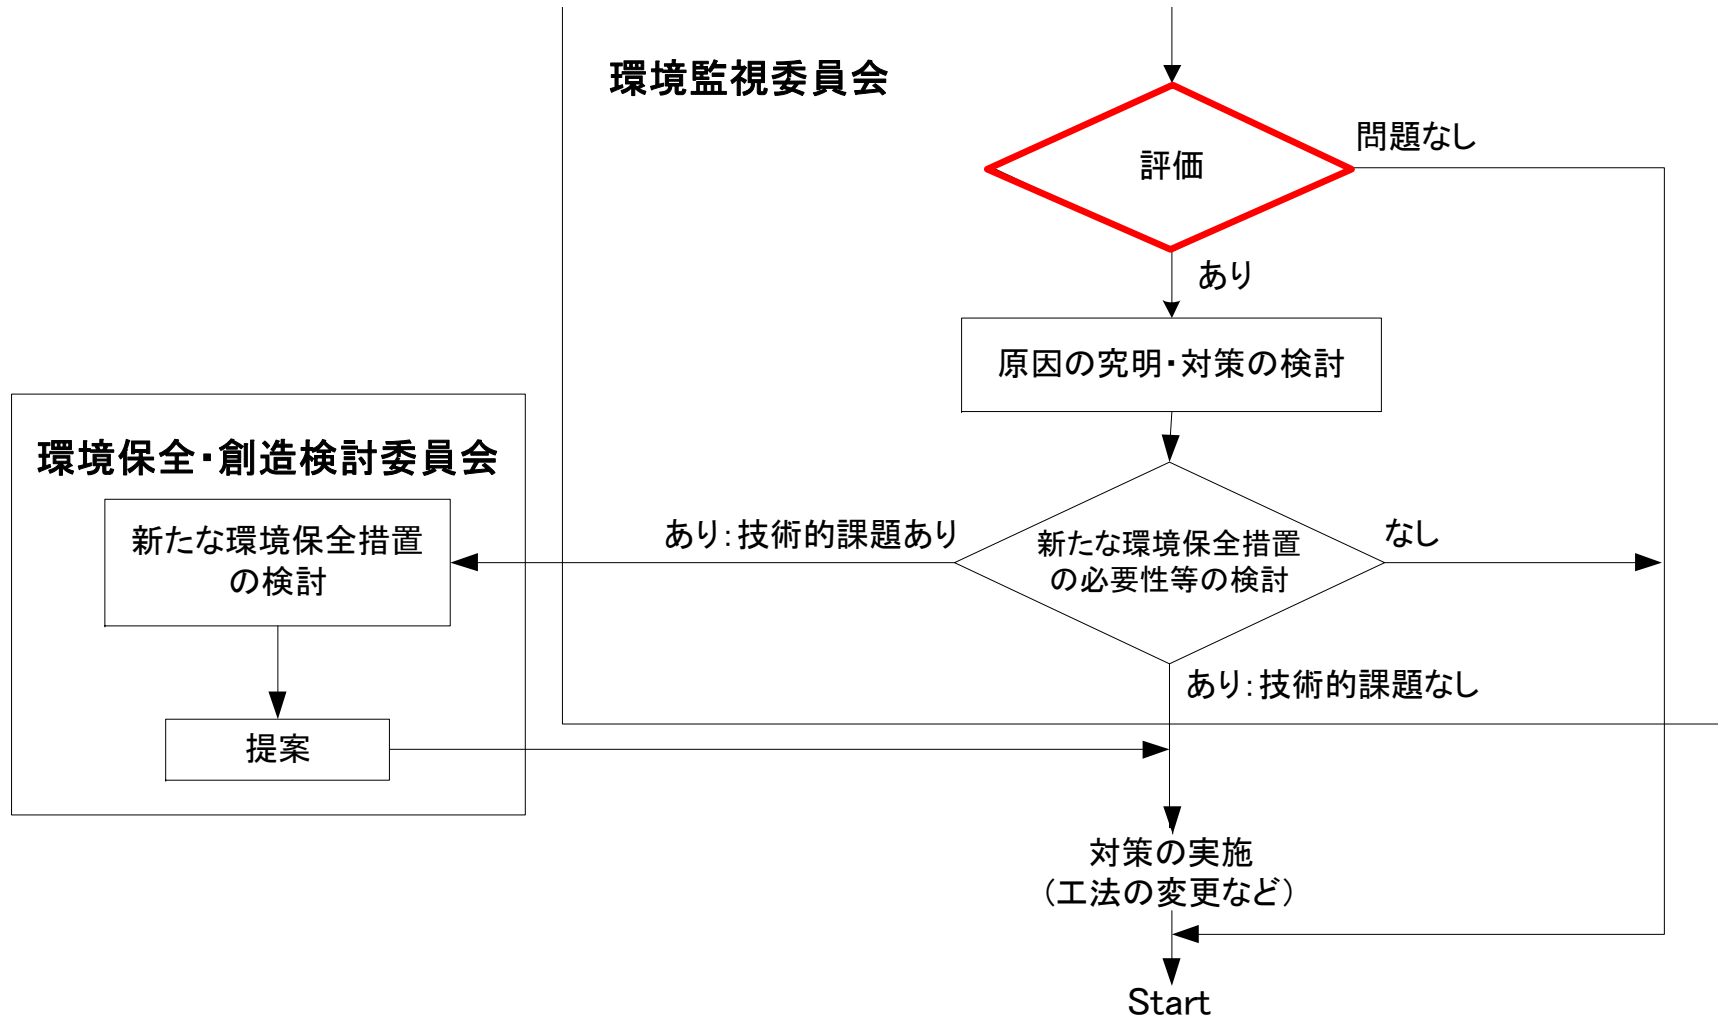 環境監視委員会
評価
問題なし
あり
原因の究明・対策の検討
環境保全・創造検討委員会
新たな環境保全措置
の検討
あり：技術的課題あり
新たな環境保全措置
の必要性等の検討
なし
あり：技術的課題なし
提案
対策の実施
（工法の変更など）
Start